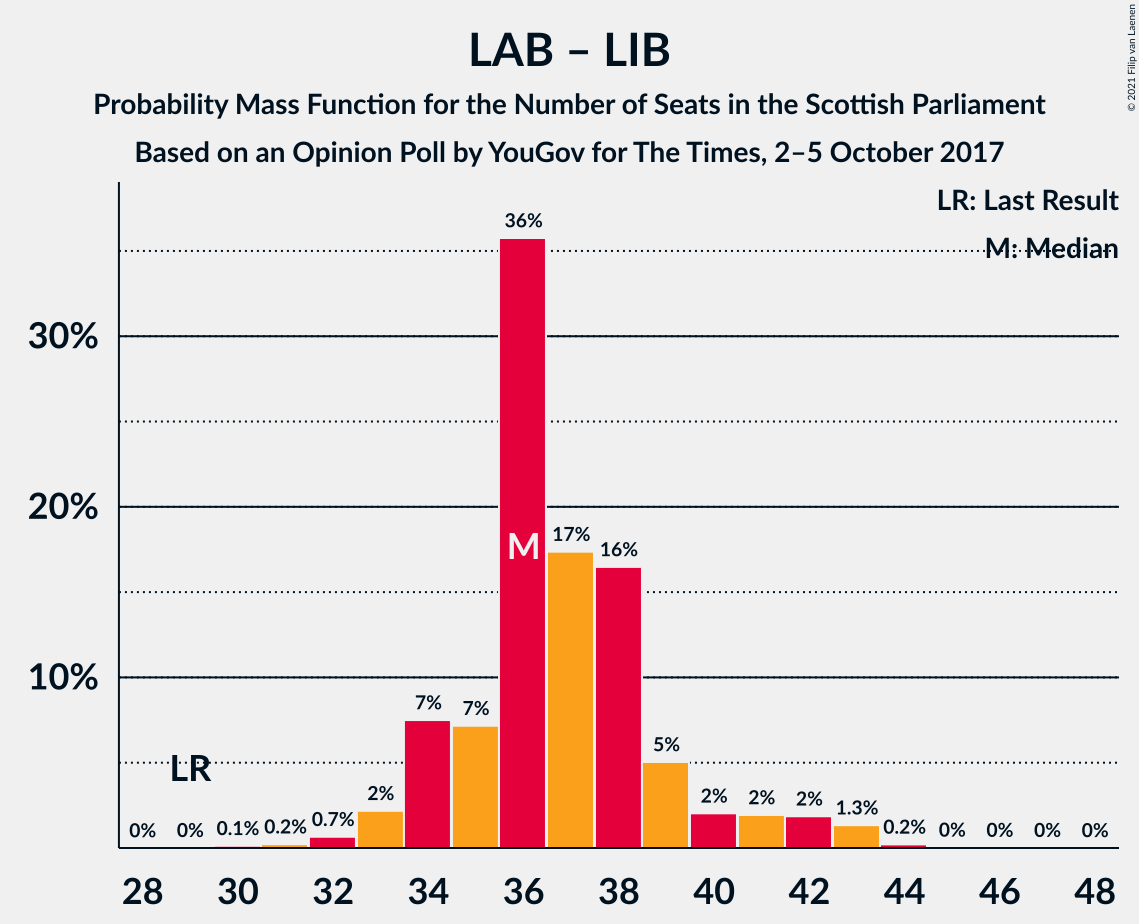 LAB – LIB
Probability Mass Function for the Number of Seats in the Scottish Parliament
Based on an Opinion Poll by YouGov for The Times, 2–5 October 2017
© 2021 Filip van Laenen
LR: Last Result
M: Median
30%
20%
10%
0%
0%
0.1%
0.2%
0.7%
2%
7%
7%
36%
17%
16%
5%
2%
2%
2%
1.3%
0.2%
0%
0%
0%
0%
LR
M
28 30 32 34 36 38 40 42 44 46 48